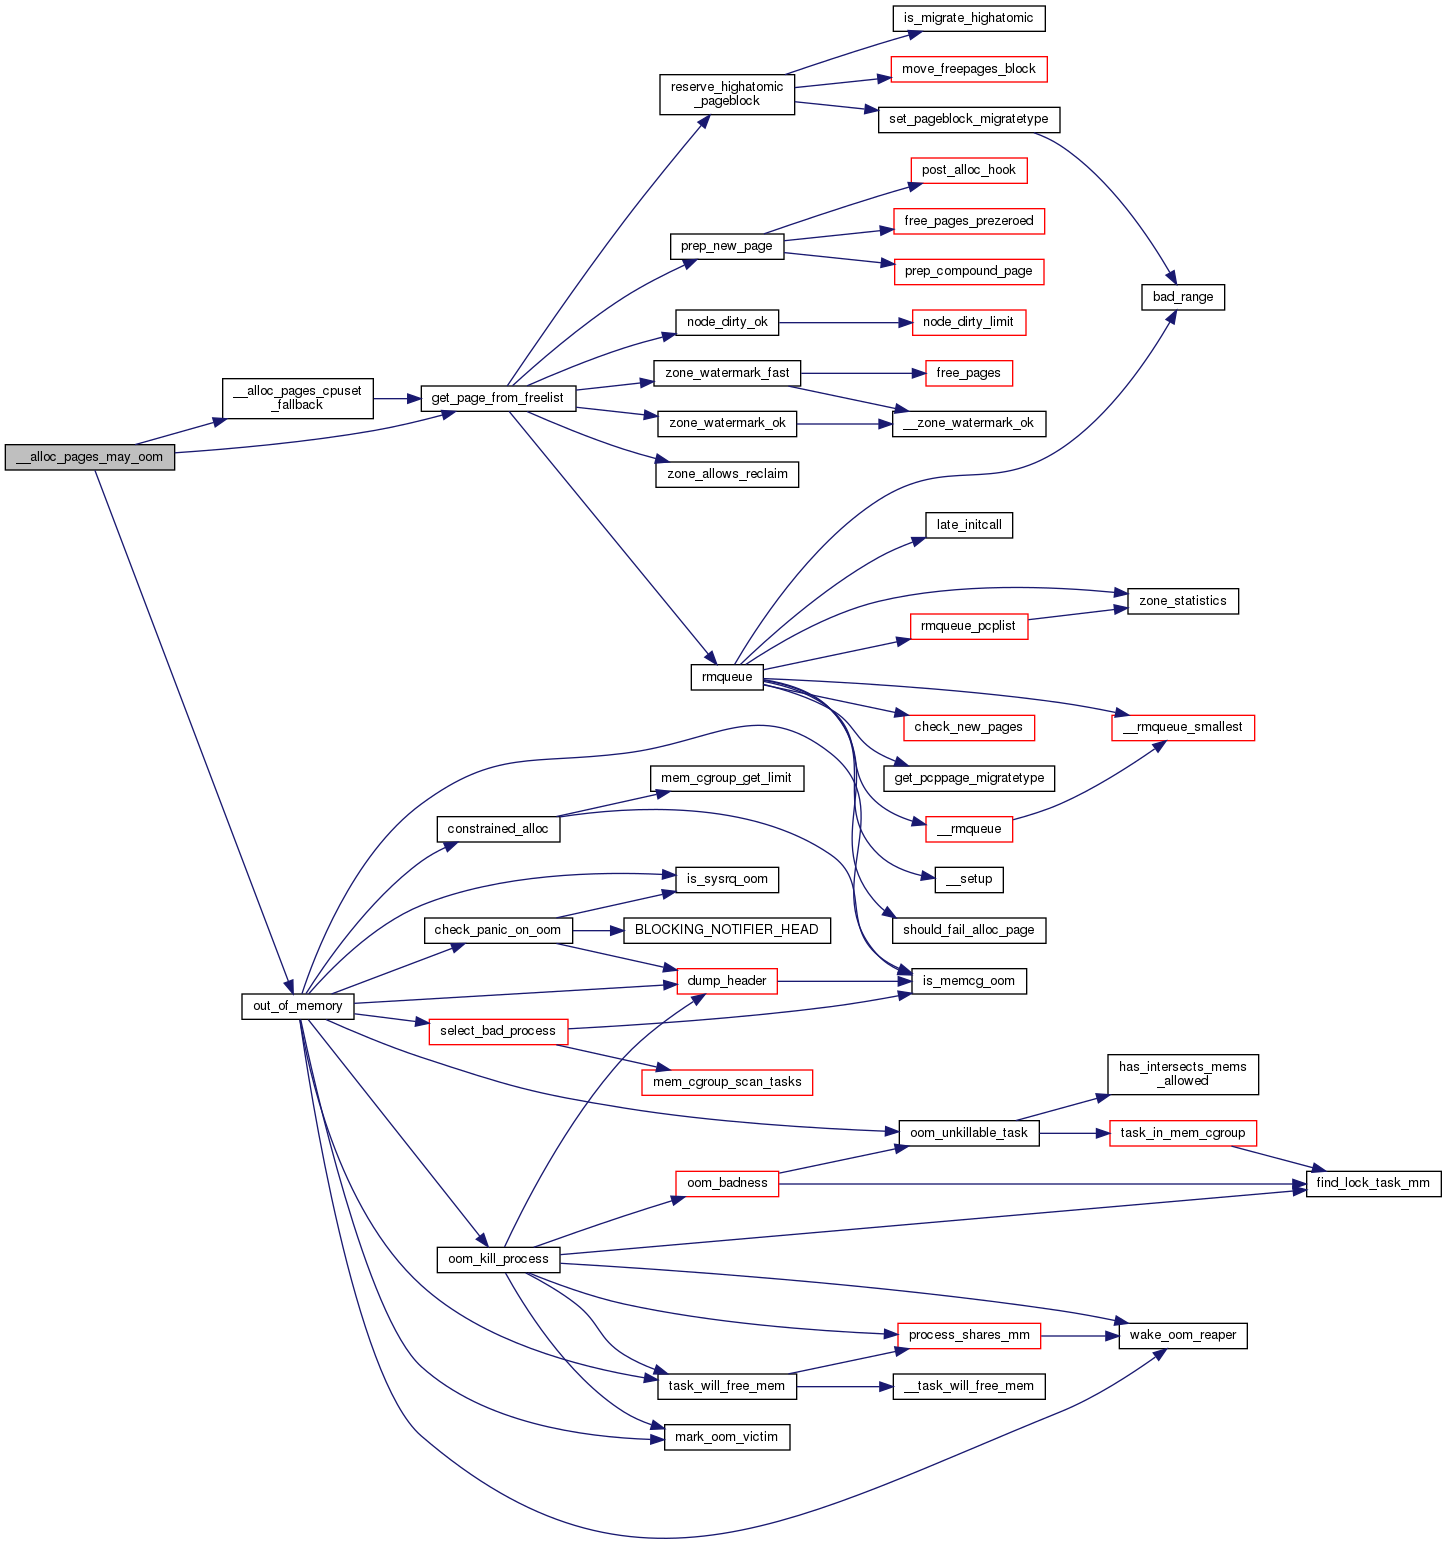 is_migrate_highatomic
move_freepages_block
reserve_highatomic
_pageblock
set_pageblock_migratetype
post_alloc_hook
free_pages_prezeroed
prep_new_page
prep_compound_page
bad_range
node_dirty_ok
node_dirty_limit
zone_watermark_fast
free_pages
__alloc_pages_cpuset
_fallback
get_page_from_freelist
zone_watermark_ok
__zone_watermark_ok
__alloc_pages_may_oom
zone_allows_reclaim
late_initcall
zone_statistics
rmqueue_pcplist
rmqueue
check_new_pages
__rmqueue_smallest
mem_cgroup_get_limit
get_pcppage_migratetype
constrained_alloc
__rmqueue
is_sysrq_oom
__setup
check_panic_on_oom
BLOCKING_NOTIFIER_HEAD
should_fail_alloc_page
dump_header
is_memcg_oom
out_of_memory
select_bad_process
mem_cgroup_scan_tasks
has_intersects_mems
_allowed
oom_unkillable_task
task_in_mem_cgroup
oom_badness
find_lock_task_mm
oom_kill_process
process_shares_mm
wake_oom_reaper
task_will_free_mem
__task_will_free_mem
mark_oom_victim